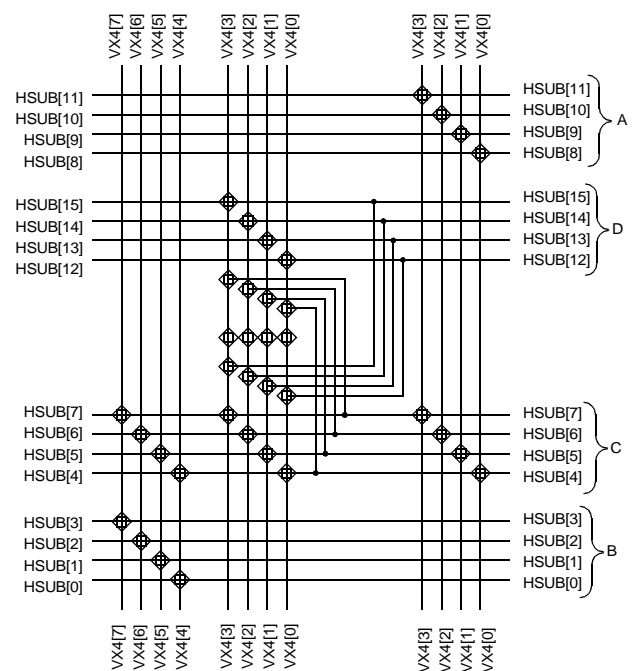 VX4[7]
VX4[6]
VX4[5]
VX4[4]
VX4[3]
VX4[2]
VX4[1]
VX4[0]
VX4[3]
VX4[2]
VX4[1]
VX4[0]
HSUB[11]
HSUB[10]
HSUB[9]
HSUB[8]
HSUB[11]
HSUB[10]
HSUB[9]
HSUB[8]
A
HSUB[15]
HSUB[14]
HSUB[13]
HSUB[12]
HSUB[15]
HSUB[14]
HSUB[13]
HSUB[12]
D
HSUB[7]
HSUB[6]
HSUB[5]
HSUB[4]
HSUB[7]
HSUB[6]
HSUB[5]
HSUB[4]
C
HSUB[3]
HSUB[2]
HSUB[1]
HSUB[0]
HSUB[3]
HSUB[2]
HSUB[1]
HSUB[0]
B
VX4[7]
VX4[6]
VX4[5]
VX4[4]
VX4[3]
VX4[2]
VX4[1]
VX4[0]
VX4[3]
VX4[2]
VX4[1]
VX4[0]